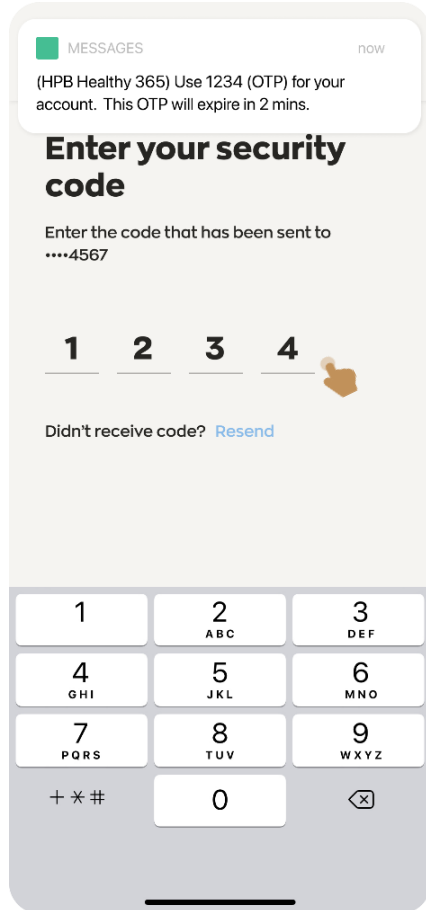 MESSAGES now
(HPB Healthy 365) Use 1234 (OTP) for your
account. This OTP will expire in 2 mins.
Enter your security
code
Enter the code that has been sent to
••••4567
1 2 3 4
Didn't receive code? Resend
1 2 3
ABC DEF
4 5 6
GHI JKL MNO
7 8 9
PQRS TUV WXYZ
+*# 0